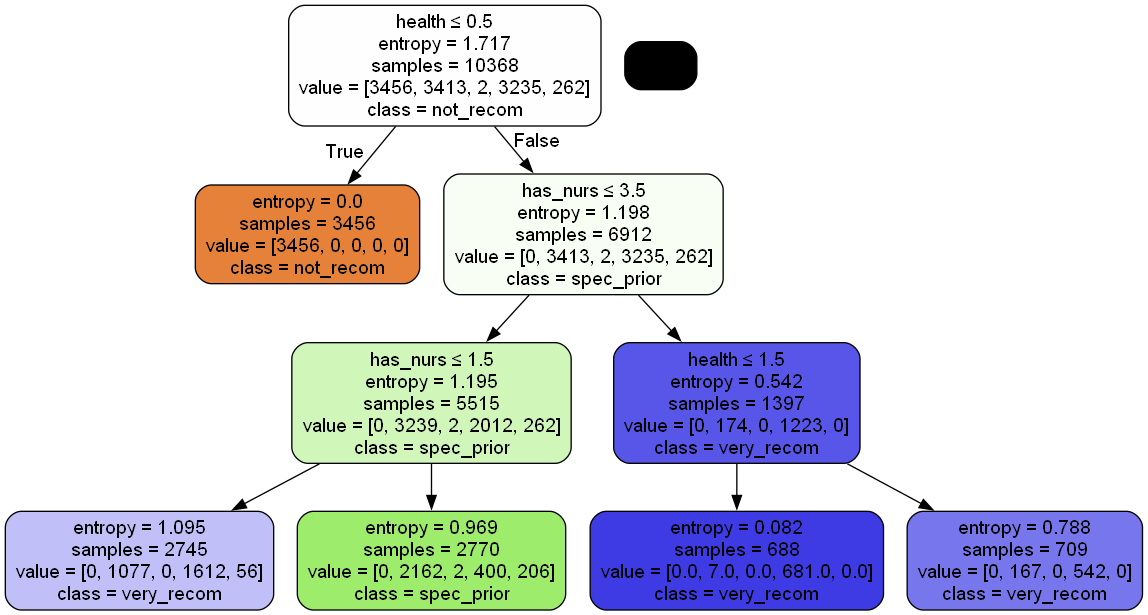 health ≤ 0.5
entropy = 1.717
samples = 10368
value = [3456, 3413, 2, 3235, 262]
class = not_recom
True
False
entropy = 0.0
samples = 3456
value = [3456, 0, 0, 0, 0]
class = not_recom
has_nurs ≤ 3.5
entropy = 1.198
samples = 6912
value = [0, 3413, 2, 3235, 262]
class = spec_prior
has_nurs ≤ 1.5
entropy = 1.195
samples = 5515
value = [0, 3239, 2, 2012, 262]
class = spec_prior
health ≤ 1.5
entropy = 0.542
samples = 1397
value = [0, 174, 0, 1223, 0]
class = very_recom
entropy = 1.095
samples = 2745
value = [0, 1077, 0, 1612, 56]
class = very_recom
entropy = 0.969
samples = 2770
value = [0, 2162, 2, 400, 206]
class = spec_prior
entropy = 0.082
samples = 688
value = [0.0, 7.0, 0.0, 681.0, 0.0]
class = very_recom
entropy = 0.788
samples = 709
value = [0, 167, 0, 542, 0]
class = very_recom